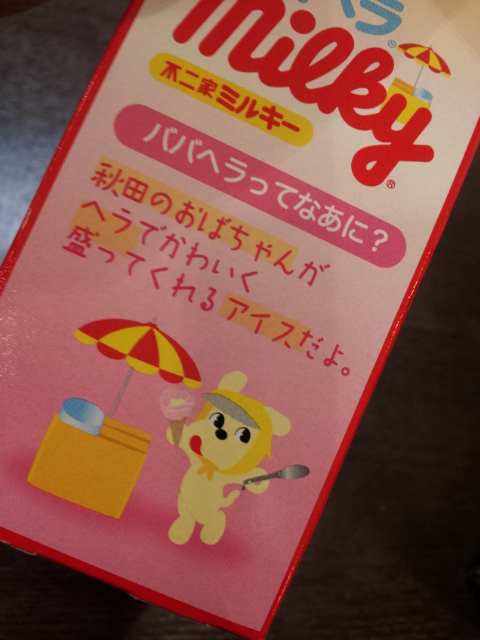 ヘラ®
milky®
不二家ミルキー
ババヘラってなあに？
秋田のおばちゃんが
ヘラでかわいく
盛ってくれるアイスだよ。